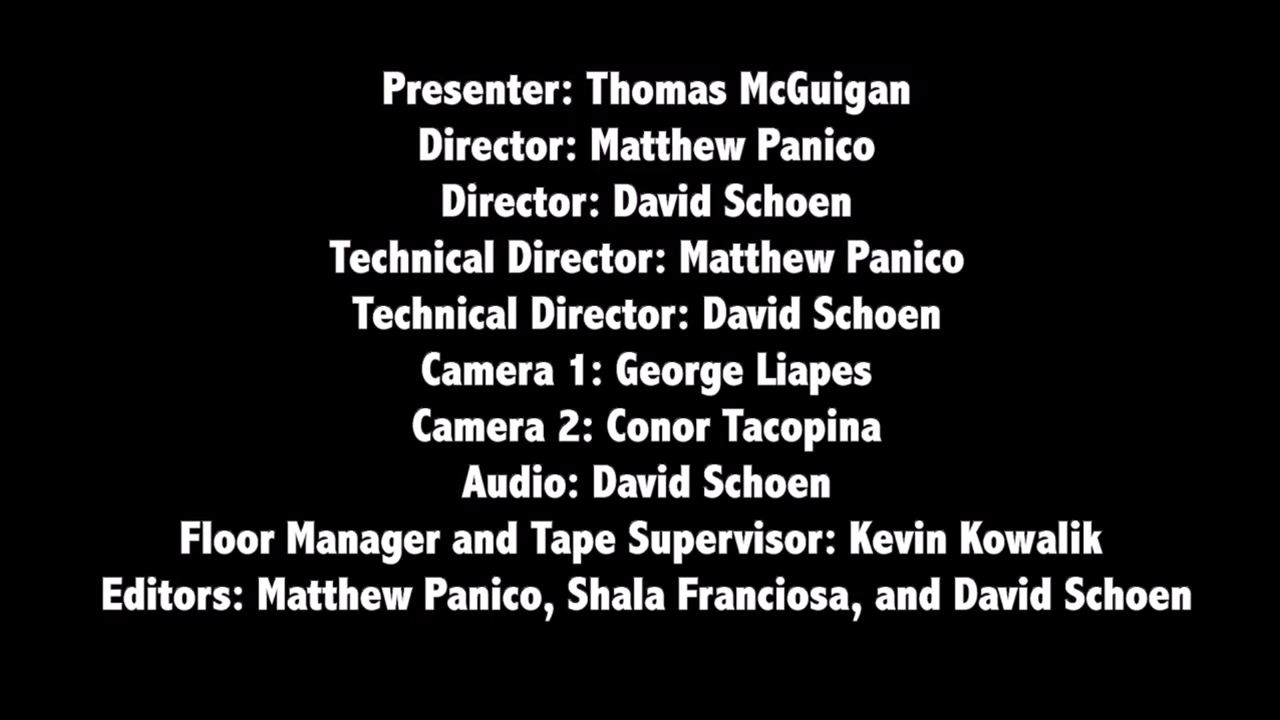 Presenter: Thomas McGuigan
Director: Matthew Panico
Director: David Schoen
Technical Director: Matthew Panico
Technical Director: David Schoen
Camera 1: George Liapes
Camera 2: Conor Tacopina
Audio: David Schoen
Floor Manager and Tape Supervisor: Kevin Kowalik
Editors: Matthew Panico, Shala Franciosa, and David Schoen